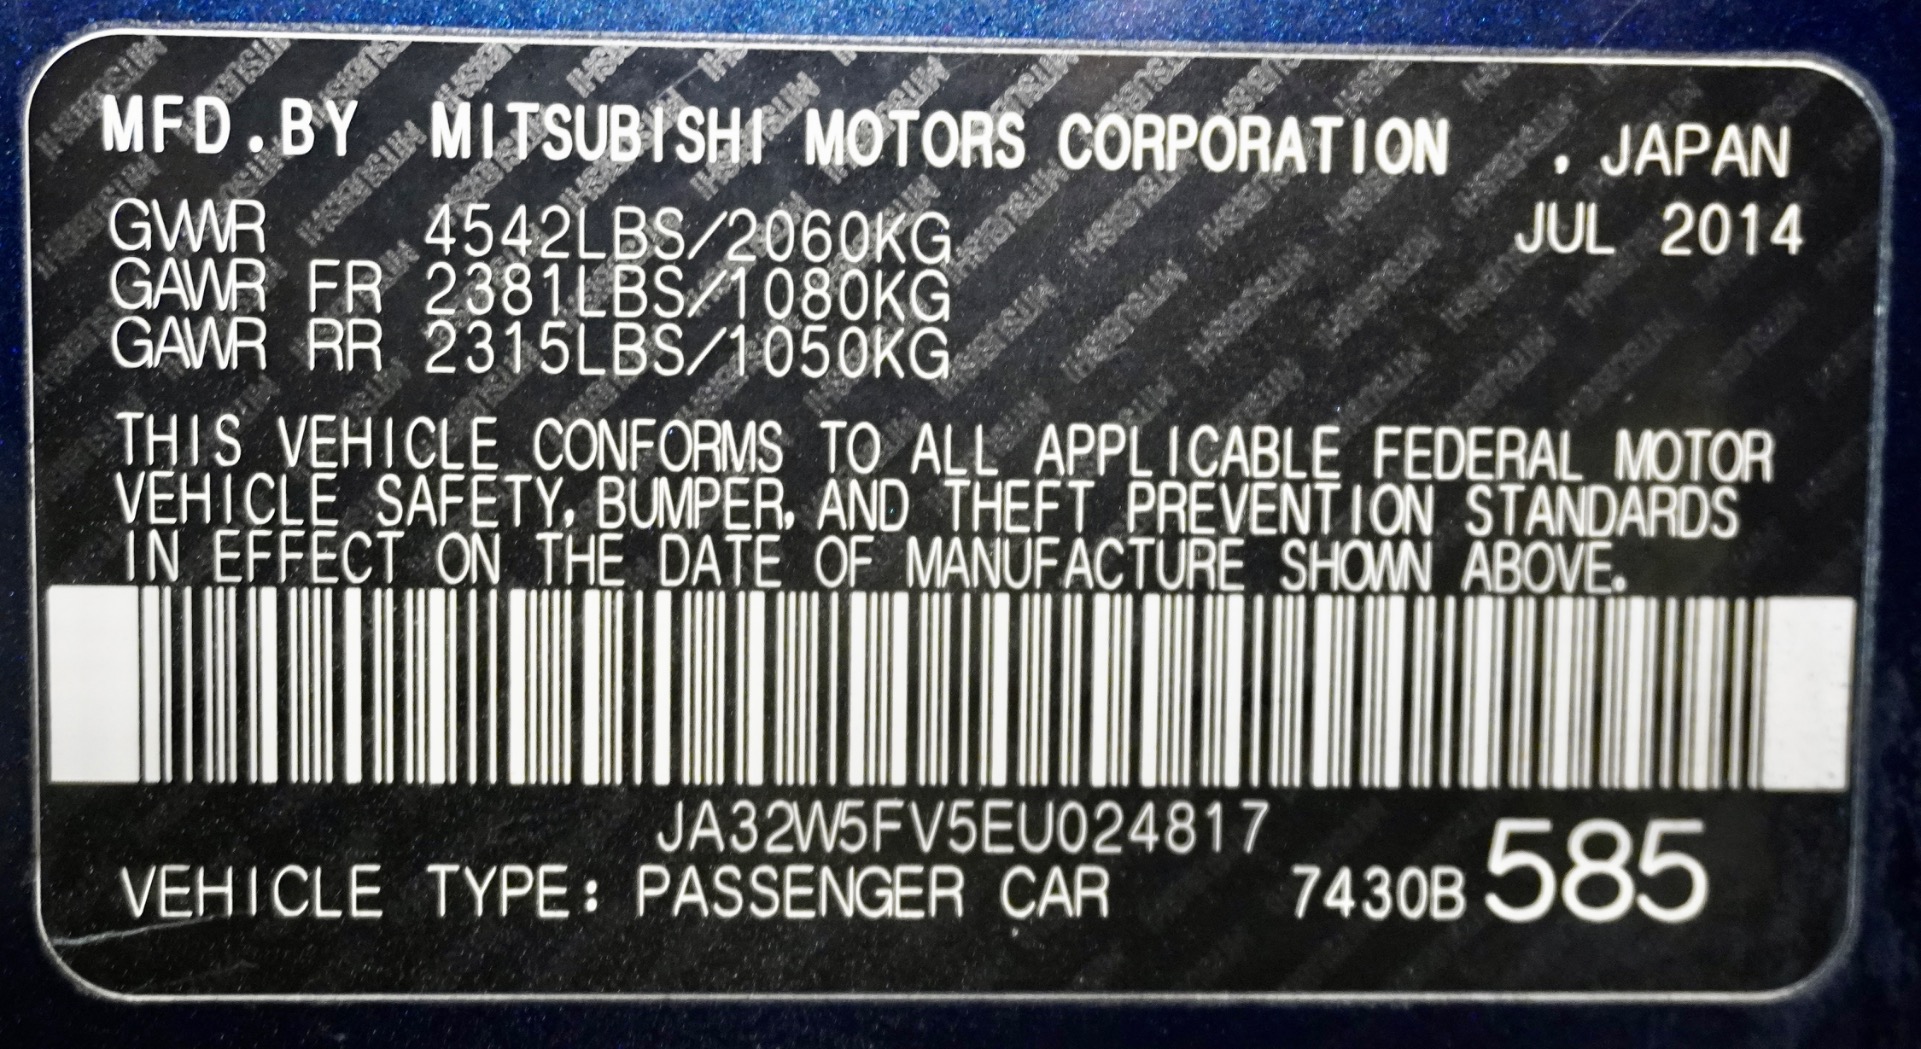 MFD.BY MITSUBISHI MOTORS CORPORATION , JAPAN
GVWR 4542LBS/2060KG JUL 2014
GAWR FR 2381LBS/1080KG
GAWR RR 2315LBS/1050KG
THIS VEHICLE CONFORMS TO ALL APPLICABLE FEDERAL MOTOR
VEHICLE SAFETY, BUMPER, AND THEFT PREVENTION STANDARDS
IN EFFECT ON THE DATE OF MANUFACTURE SHOWN ABOVE.
JA32W5FV5EU024817
VEHICLE TYPE: PASSENGER CAR 7430B 585